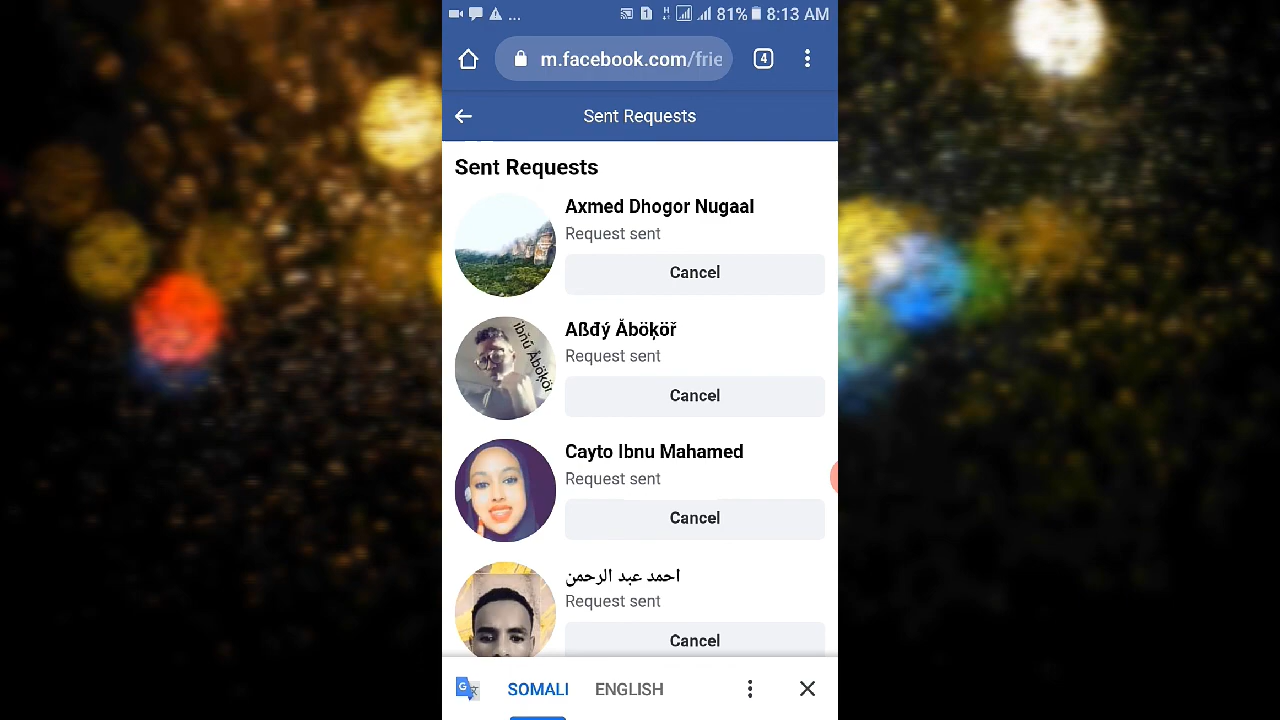 ... 81% 8:13 AM
m.facebook.com/frie 4
Sent Requests
Sent Requests
Axmed Dhogor Nugaal
Request sent
Cancel
Aßđý Ăböķöř
Request sent
Cancel
Cayto Ibnu Mahamed
Request sent
Cancel
احمد عبد الرحمن
Request sent
Cancel
SOMALI ENGLISH